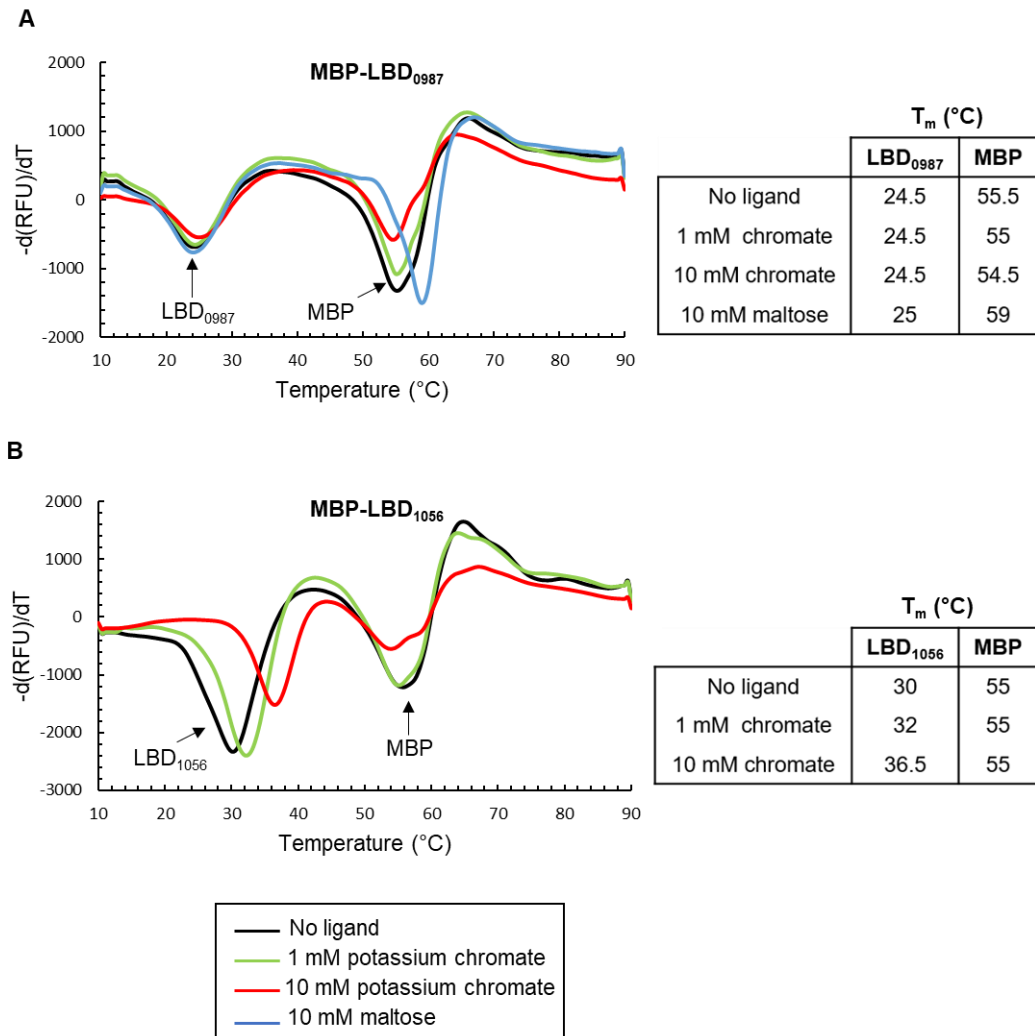 A
MBP-LBD0987
2000
1000
0
-1000
-2000
-d(RFU)/dT
LBD0987
MBP
10 20 30 40 50 60 70 80 90
Temperature (°C)
Tm (°C)
LBD0987 MBP
No ligand 24.5 55.5
1 mM chromate 24.5 55
10 mM chromate 24.5 54.5
10 mM maltose 25 59
B
MBP-LBD1056
2000
1000
0
-1000
-2000
-3000
-d(RFU)/dT
LBD1056
MBP
10 20 30 40 50 60 70 80 90
Temperature (°C)
Tm (°C)
LBD1056 MBP
No ligand 30 55
1 mM chromate 32 55
10 mM chromate 36.5 55
No ligand
1 mM potassium chromate
10 mM potassium chromate
10 mM maltose